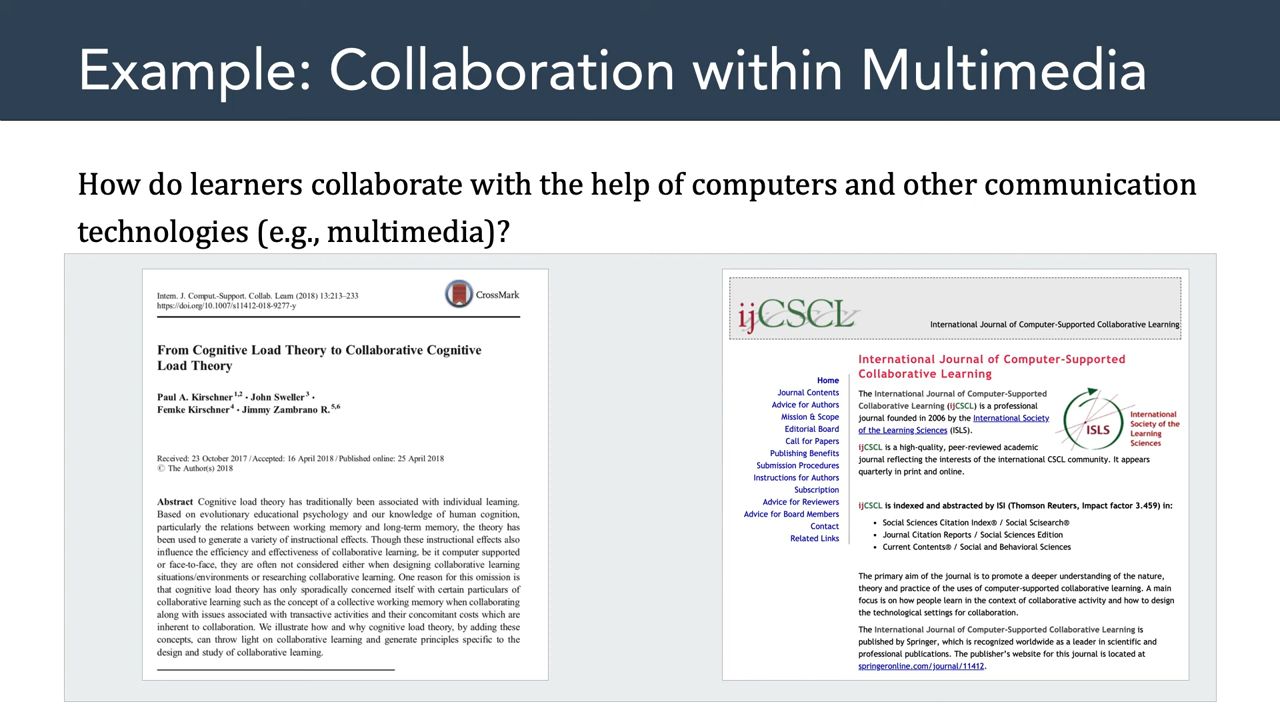 Example: Collaboration within Multimedia
How do learners collaborate with the help of computers and other communication
technologies (e.g., multimedia)?
Intern. J. Comput.-Support. Collab. Learn (2018) 13:213–233
https://doi.org/10.1007/s11412-018-9277-y
CrossMark
From Cognitive Load Theory to Collaborative Cognitive
Load Theory
Paul A. Kirschner 1,2 · John Sweller 3 ·
Femke Kirschner 4 · Jimmy Zambrano R. 5,6
Received: 23 October 2017 / Accepted: 16 April 2018 / Published online: 25 April 2018
© The Author(s) 2018
Abstract Cognitive load theory has traditionally been associated with individual learning.
Based on evolutionary educational psychology and our knowledge of human cognition,
particularly the relations between working memory and long-term memory, the theory has
been used to generate a variety of instructional effects. Though these instructional effects also
influence the efficiency and effectiveness of collaborative learning, be it computer supported
or face-to-face, they are often not considered either when designing collaborative learning
situations/environments or researching collaborative learning. One reason for this omission is
that cognitive load theory has only sporadically concerned itself with certain particulars of
collaborative learning such as the concept of a collective working memory when collaborating
along with issues associated with transactive activities and their concomitant costs which are
inherent to collaboration. We illustrate how and why cognitive load theory, by adding these
concepts, can throw light on collaborative learning and generate principles specific to the
design and study of collaborative learning.
ijCSCL
International Journal of Computer-Supported Collaborative Learning
Home
Journal Contents
Advice for Authors
Mission & Scope
Editorial Board
Call for Papers
Publishing Benefits
Submission Procedures
Instructions for Authors
Subscription
Advice for Reviewers
Advice for Board Members
Contact
Related Links
International Journal of Computer-Supported
Collaborative Learning
The International Journal of Computer-Supported
Collaborative Learning (ijCSCL) is a professional
journal founded in 2006 by the International Society
of the Learning Sciences (ISLS).
ISLS
International
Society of the
Learning
Sciences
ijCSCL is a high-quality, peer-reviewed academic
journal reflecting the interests of the international CSCL community. It appears
quarterly in print and online.
ijCSCL is indexed and abstracted by ISI (Thomson Reuters, Impact factor 3.459) in:
• Social Sciences Citation Index® / Social Scisearch®
• Journal Citation Reports / Social Sciences Edition
• Current Contents® / Social and Behavioral Sciences
The primary aim of the journal is to promote a deeper understanding of the nature,
theory and practice of the uses of computer-supported collaborative learning. A main
focus is on how people learn in the context of collaborative activity and how to design
the technological settings for collaboration.
The International Journal of Computer-Supported Collaborative Learning is
published by Springer, which is recognized worldwide as a leader in scientific and
professional publications. The publisher's website for this journal is located at
springeronline.com/journal/11412.